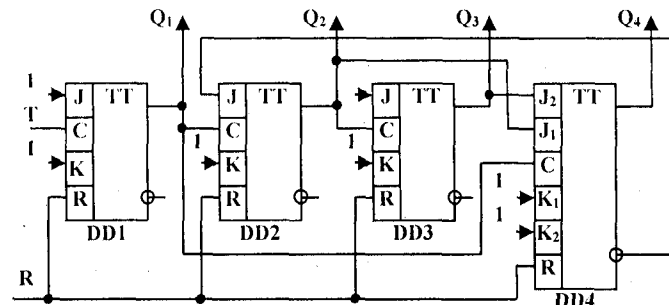 Q1 Q2 Q3 Q4
1 J TT J TT J TT J2 TT
T C C C J1
1 K 1 K 1 K C
R R R 1 K1
DD1 DD2 DD3 1 K2
R R
DD4